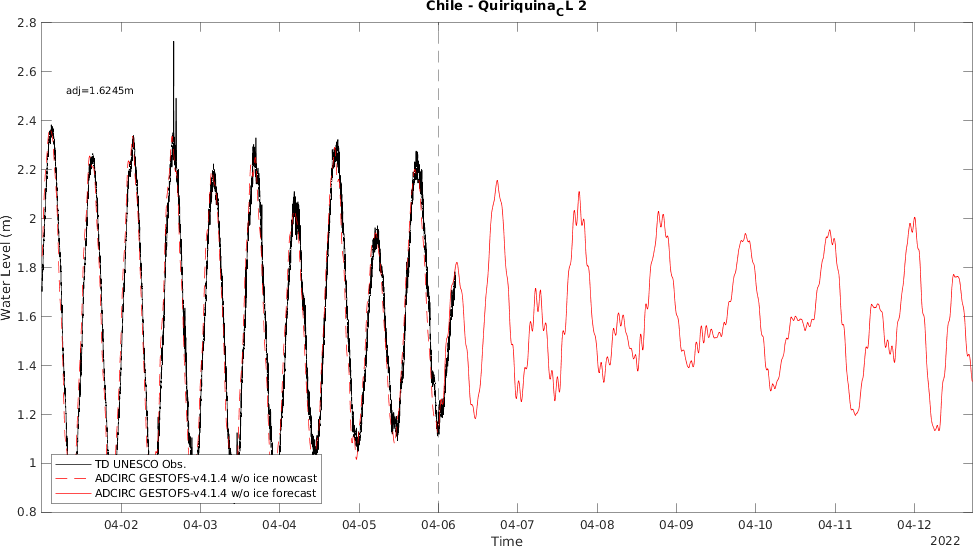 Chile - Quiriquina_CL 2
adj=1.6245m
Water Level (m)
2.8
2.6
2.4
2.2
2
1.8
1.6
1.4
1.2
1
0.8
TD UNESCO Obs.
ADCIRC GESTOFS-v4.1.4 w/o ice nowcast
ADCIRC GESTOFS-v4.1.4 w/o ice forecast
04-02 04-03 04-04 04-05 04-06 04-07 04-08 04-09 04-10 04-11 04-12
Time
2022